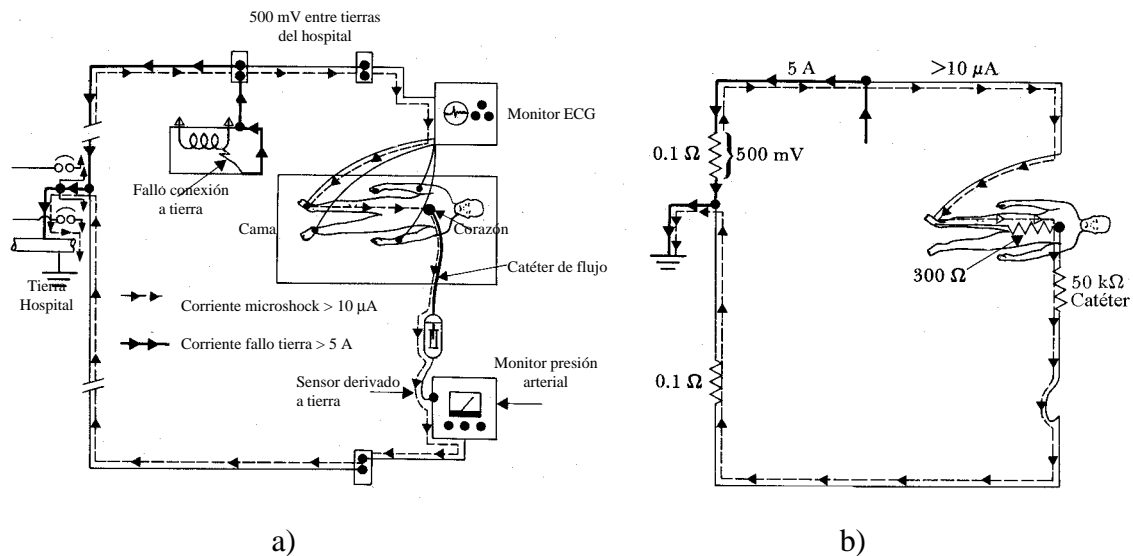 500 mV entre tierras
del hospital
Monitor ECG
Fallo conexión
a tierra
Cama
Corazón
Catéter de flujo
Tierra
Hospital
Corriente microshock > 10 μA
Corriente fallo tierra > 5 A
Sensor derivado
a tierra
Monitor presión
arterial
a)
5 A
>10 μA
0.1 Ω
500 mV
300 Ω
50 kΩ
Catéter
0.1 Ω
b)